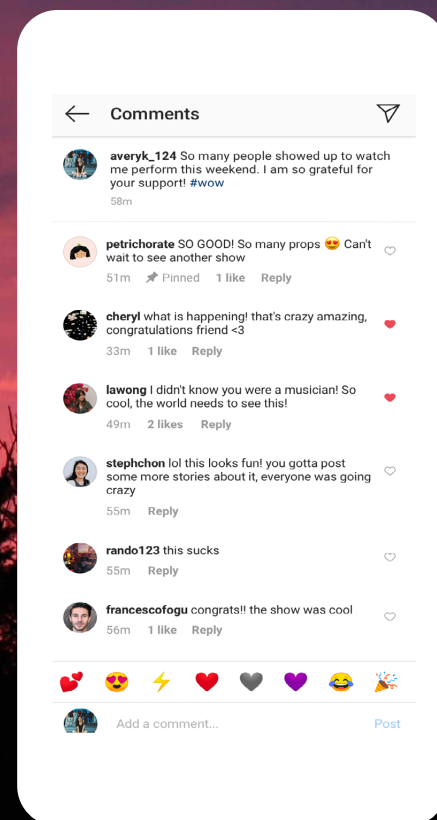 Comments
averyk_124 So many people showed up to watch
me perform this weekend. I am so grateful for
your support! #wow
58m
petrichorate SO GOOD! So many props 😍 Can't
wait to see another show
51m Pinned 1 like Reply
cheryl what is happening! that's crazy amazing,
congratulations friend <3
33m 1 like Reply
lawong I didn't know you were a musician! So
cool, the world needs to see this!
49m 2 likes Reply
stephchon lol this looks fun! you gotta post
some more stories about it, everyone was going
crazy
55m Reply
rando123 this sucks
55m Reply
francescofogu congrats!! the show was cool
56m 1 like Reply
Add a comment... Post